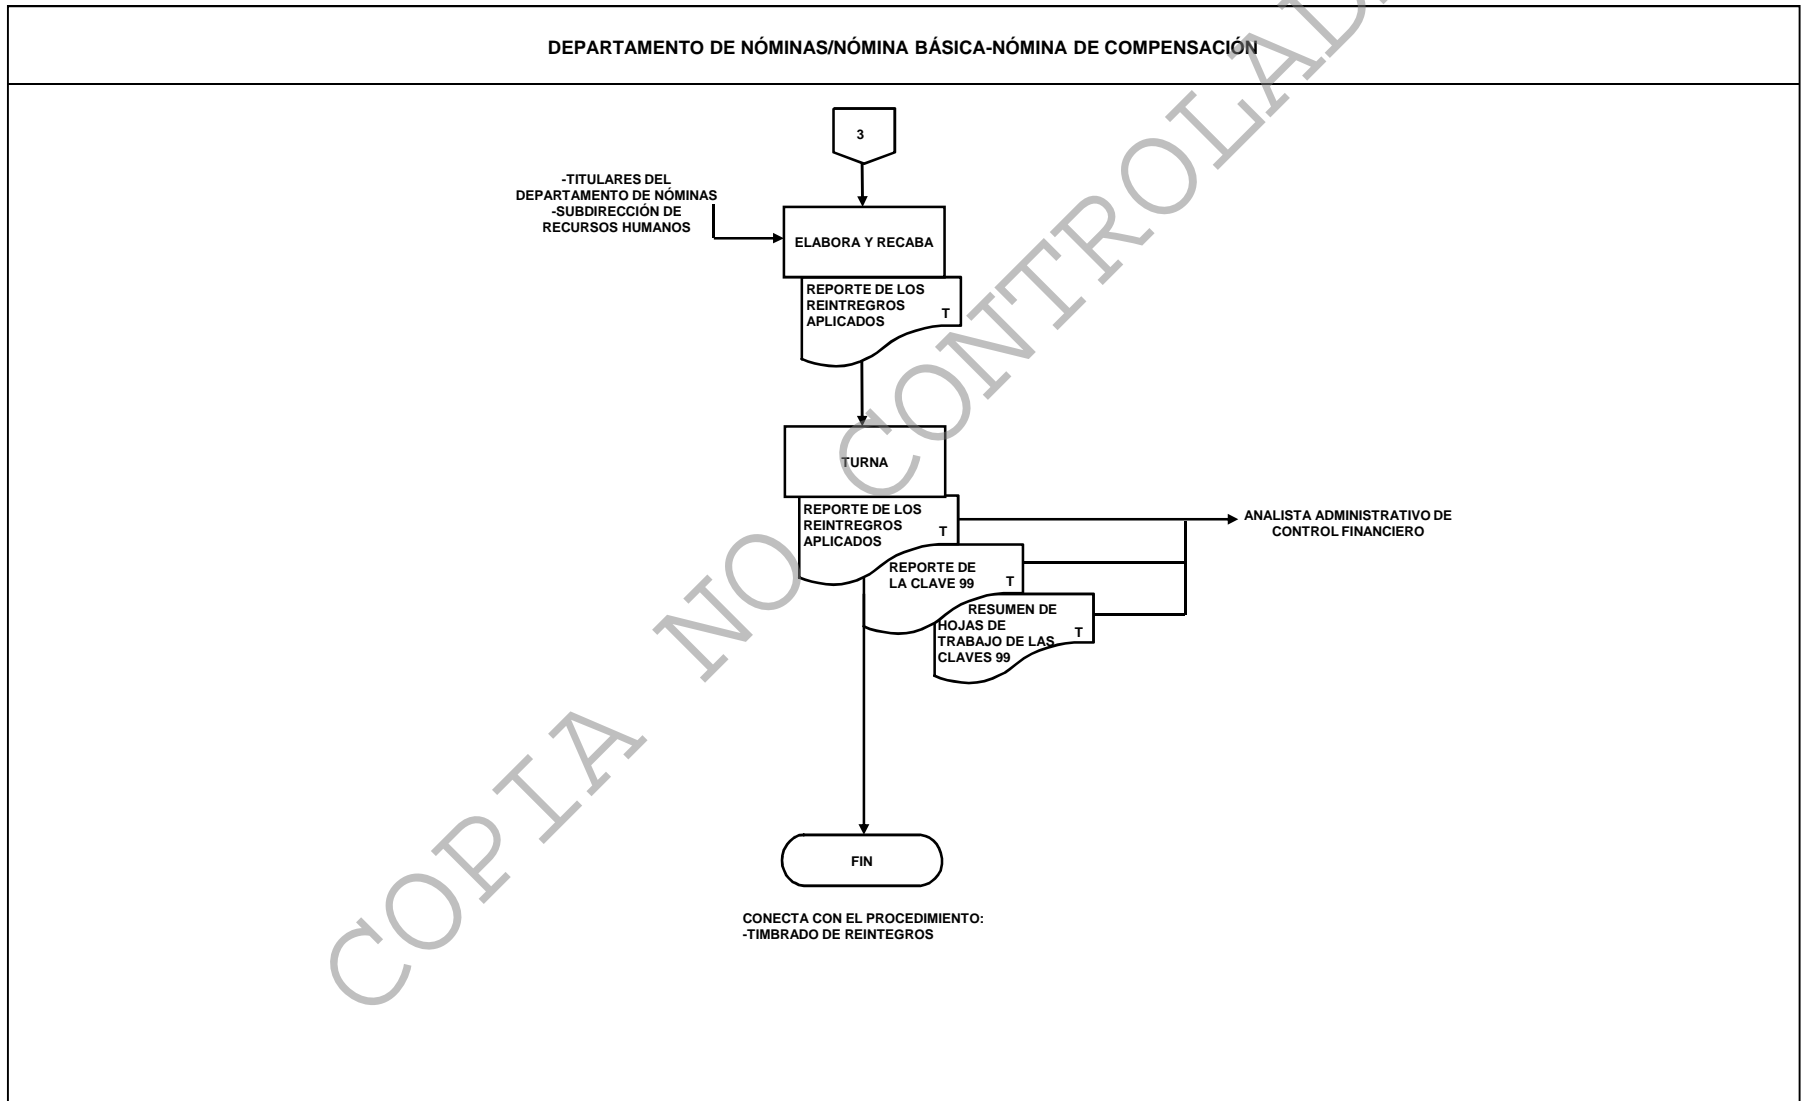 DEPARTAMENTO DE NÓMINAS/NÓMINA BÁSICA-NÓMINA DE COMPENSACIÓN
3
-TITULARES DEL
DEPARTAMENTO DE NÓMINAS
-SUBDIRECCIÓN DE
RECURSOS HUMANOS
ELABORA Y RECABA
REPORTE DE LOS
REINTREGROS
APLICADOS
T
TURNA
REPORTE DE LOS
REINTREGROS
APLICADOS
T
ANALISTA ADMINISTRATIVO DE
CONTROL FINANCIERO
REPORTE DE
LA CLAVE 99
T
RESUMEN DE
HOJAS DE
TRABAJO DE LAS
CLAVES 99
T
FIN
CONECTA CON EL PROCEDIMIENTO:
-TIMBRADO DE REINTEGROS
COPIA NO CONTROLAD